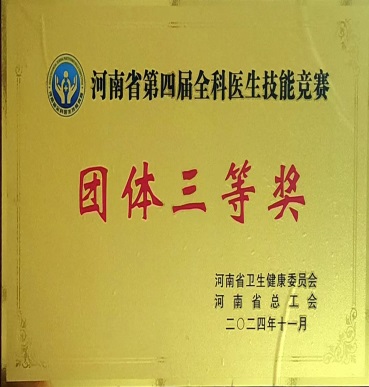 河南省第四届全科医生技能竞赛
团体三等奖
河南省卫生健康委员会
河南省总工会
二〇二四年十一月